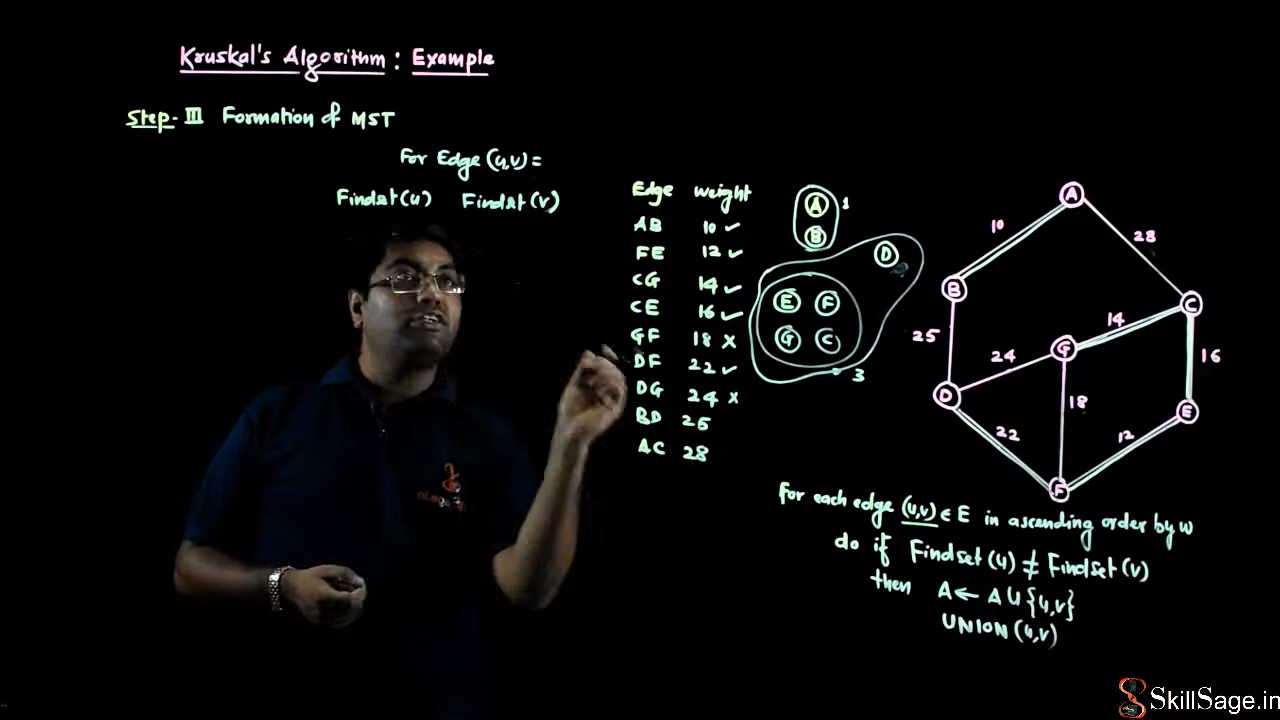 Kruskal's Algorithm : Example
Step-III Formation of MST
For Edge (u,v) =
Findset(u) Findset(v)
Edge weight
AB 10 ✓
FE 12 ✓
CG 14 ✓
CE 16 ✓
GF 18 X
DF 22 ✓
DG 24 X
BD 25
AC 28
A 1
B
D
E F
G C
3
A
10 28
B C
14
25 G 16
24
D 18 E
22 12
F
For each edge (u,v) ∈ E in ascending order by w
do if Findset (u) ≠ FindSet (v)
then A ← A U {u,v}
UNION (u,v)
SkillSage.in